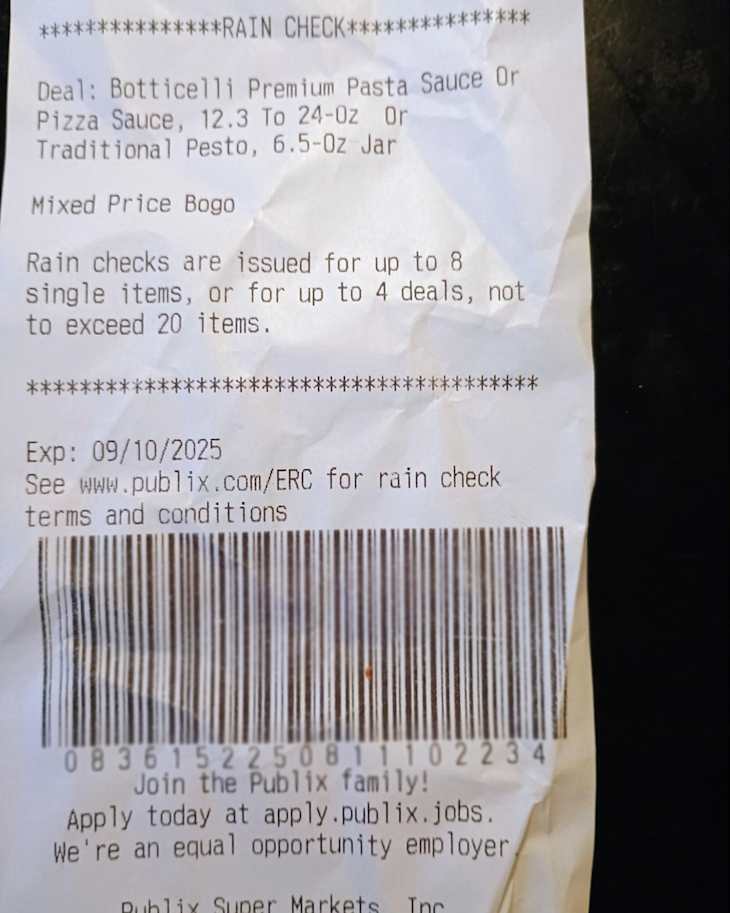 ***************RAIN CHECK***************
Deal: Botticelli Premium Pasta Sauce Or
Pizza Sauce, 12.3 To 24-Oz Or
Traditional Pesto, 6.5-Oz Jar
Mixed Price Bogo
Rain checks are issued for up to 8
single items, or for up to 4 deals, not
to exceed 20 items.
****************************************
Exp: 09/10/2025
See www.publix.com/ERC for rain check
terms and conditions
0836152250811102234
Join the Publix family!
Apply today at apply.publix.jobs.
We're an equal opportunity employer.
Publix Super Markets, Inc